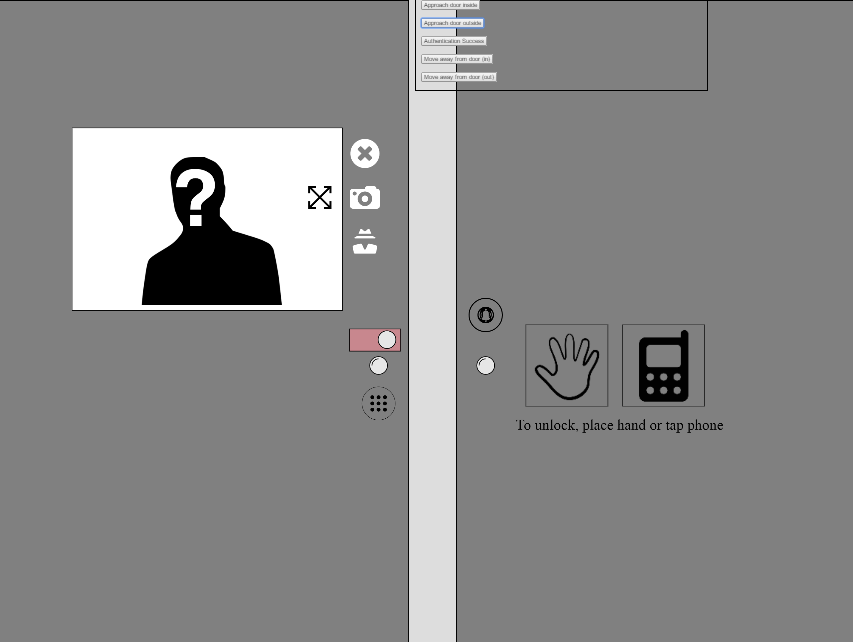 Approach door inside
Approach door outside
Authentication Success
Move away from door (in)
Move away from door (out)
?
To unlock, place hand or tap phone